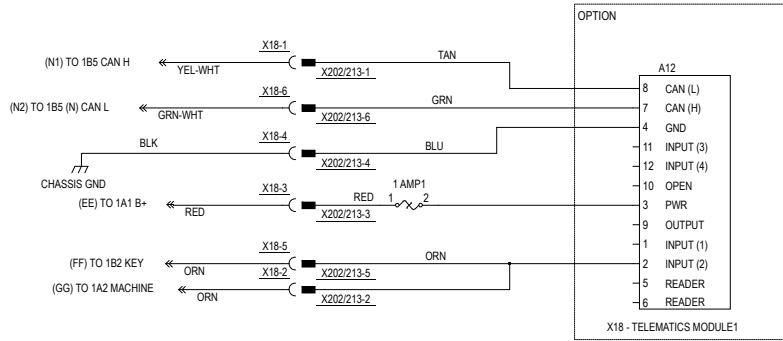 OPTION
(N1) TO 1B5 CAN H
YEL-WHT
X18-1
X202/213-1
TAN
(N2) TO 1B5 (N) CAN L
GRN-WHT
X18-6
X202/213-6
GRN
BLK
X18-4
X202/213-4
BLU
CHASSIS GND
(EE) TO 1A1 B+
RED
X18-3
X202/213-3
RED
1 AMP1
1 2
(FF) TO 1B2 KEY
ORN
X18-5
X202/213-5
ORN
(GG) TO 1A2 MACHINE
ORN
X18-2
X202/213-2
A12
8 CAN (L)
7 CAN (H)
4 GND
11 INPUT (3)
12 INPUT (4)
10 OPEN
3 PWR
9 OUTPUT
1 INPUT (1)
2 INPUT (2)
5 READER
6 READER
X18 - TELEMATICS MODULE1